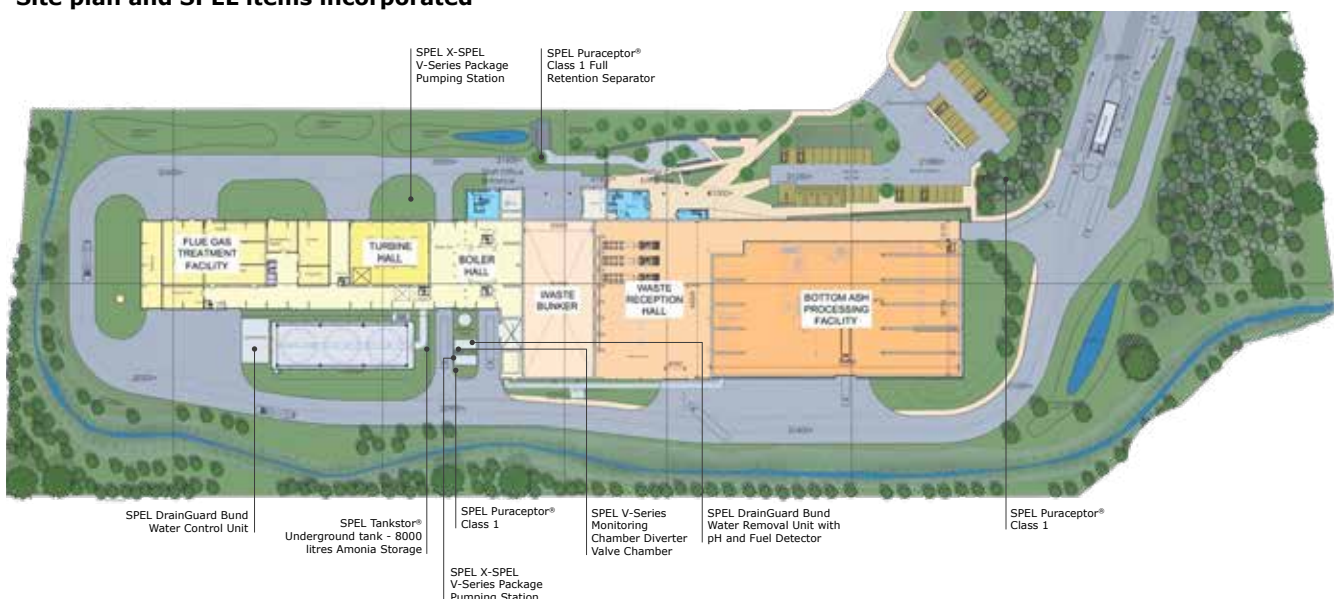 Site plan and SPEL items incorporated
SPEL X-SPEL
V-Series Package
Pumping Station
SPEL Puraceptor®
Class 1 Full
Retention Separator
FLUE GAS
TREATMENT
FACILITY
TURBINE
HALL
BOILER
HALL
WASTE
BUNKER
WASTE
RECEPTION
HALL
BOTTOM ASH
PROCESSING
FACILITY
SPEL DrainGuard Bund
Water Control Unit
SPEL Tankstor®
Underground tank - 8000
litres Amonia Storage
SPEL Puraceptor®
Class 1
SPEL X-SPEL
V-Series Package
Pumping Station
SPEL V-Series
Monitoring
Chamber Diverter
Valve Chamber
SPEL DrainGuard Bund
Water Removal Unit with
pH and Fuel Detector
SPEL Puraceptor®
Class 1